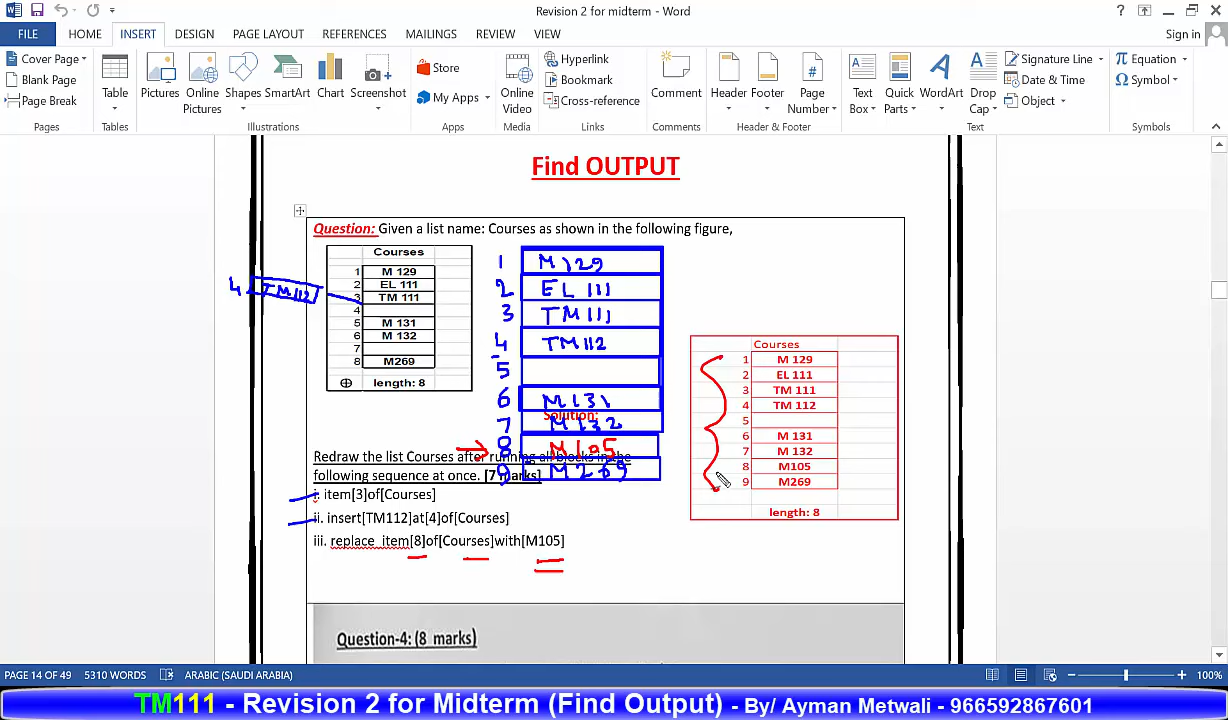 Revision 2 for midterm - Word
FILE HOME INSERT DESIGN PAGE LAYOUT REFERENCES MAILINGS REVIEW VIEW Sign in
Cover Page
Blank Page
Page Break
Pages
Table
Tables
Pictures
Online Pictures
Shapes
SmartArt
Chart
Screenshot
Illustrations
Store
My Apps
Apps
Online Video
Media
Hyperlink
Bookmark
Cross-reference
Links
Comment
Comments
Header
Footer
Page Number
Header & Footer
Text Box
Quick Parts
WordArt
Drop Cap
Signature Line
Date & Time
Object
Text
Equation
Symbol
Symbols
Find OUTPUT
Question: Given a list name: Courses as shown in the following figure,
Courses
1 M 129
2 EL 111
3 TM 111
4
5 M 131
6 M 132
7
8 M269
length: 8
4 TM112
1 M129
2 EL 111
3 TM111
4 TM112
5
6 M131
7 M132
8 M105
9 M269
Solution:
Courses
1 M 129
2 EL 111
3 TM 111
4 TM 112
5
6 M 131
7 M 132
8 M105
9 M269
length: 8
Redraw the list Courses after running all blocks in the
following sequence at once. [7 marks]
i. item[3]of[Courses]
ii. insert[TM112]at[4]of[Courses]
iii. replace item[8]of[Courses]with[M105]
Question-4: (8 marks)
PAGE 14 OF 49 5310 WORDS ARABIC (SAUDI ARABIA) 100%
TM111 - Revision 2 for Midterm (Find Output) - By/ Ayman Metwali - 966592867601